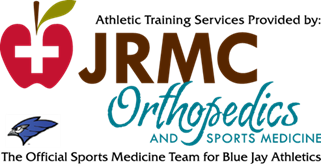 Athletic Training Services Provided by:
JRMC
Orthopedics
AND SPORTS MEDICINE
The Official Sports Medicine Team for Blue Jay Athletics